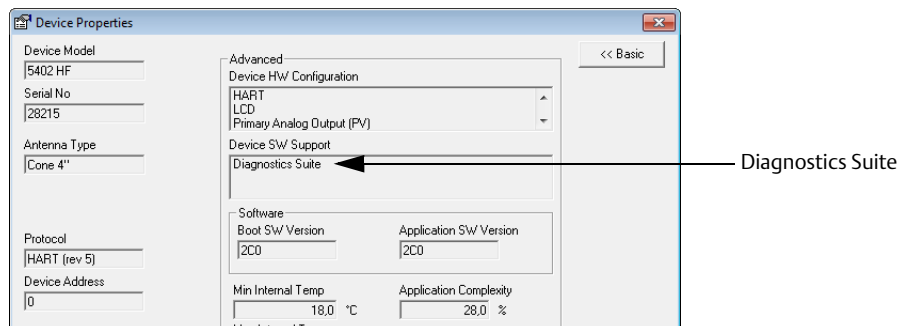 Device Properties
Device Model
5402 HF
Serial No
28215
Antenna Type
Cone 4"
Protocol
HART (rev 5)
Device Address
0
<< Basic
Advanced
Device HW Configuration
HART
LCD
Primary Analog Output (PV)
Device SW Support
Diagnostics Suite
Diagnostics Suite
Software
Boot SW Version
Application SW Version
2C0
2C0
Min Internal Temp
Application Complexity
18,0 °C
28,0 %